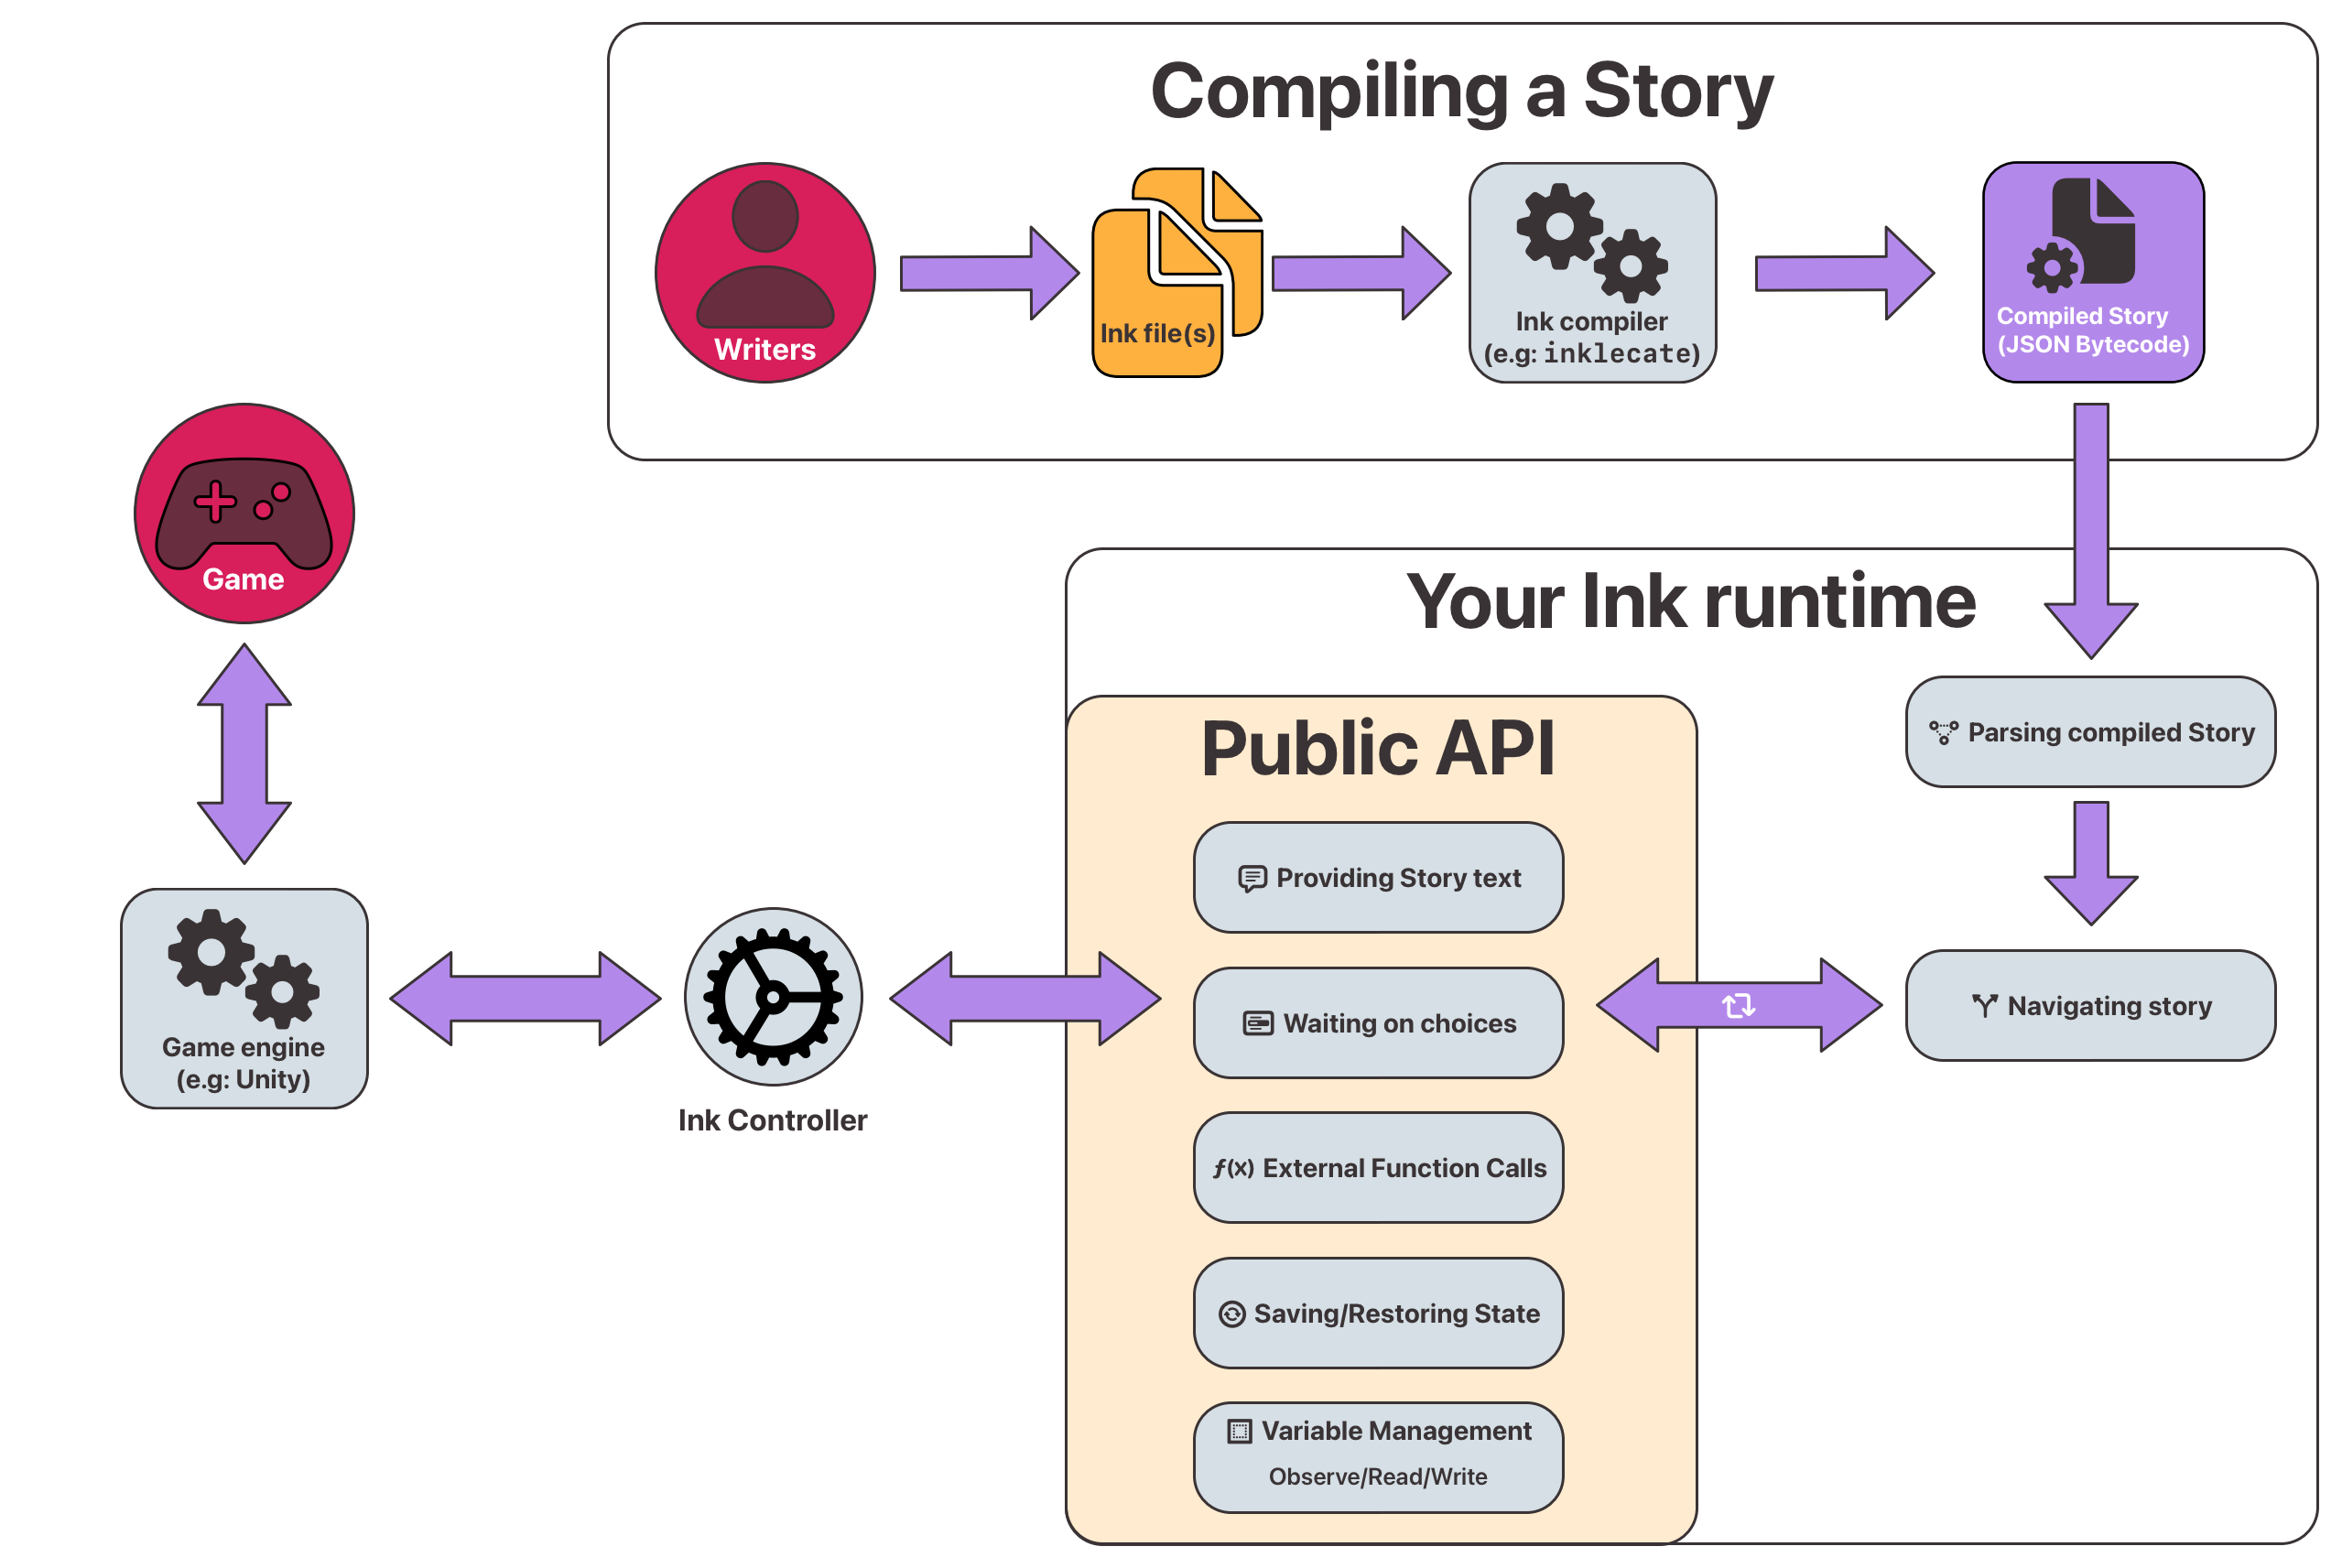 Compiling a Story
Writers
Ink file(s)
Ink compiler
(e.g: inklecate)
Compiled Story
(JSON Bytecode)
Game
Game engine
(e.g: Unity)
Ink Controller
Your Ink runtime
Public API
Providing Story text
Waiting on choices
ƒ(x) External Function Calls
Saving/Restoring State
Variable Management
Observe/Read/Write
Parsing compiled Story
Navigating story